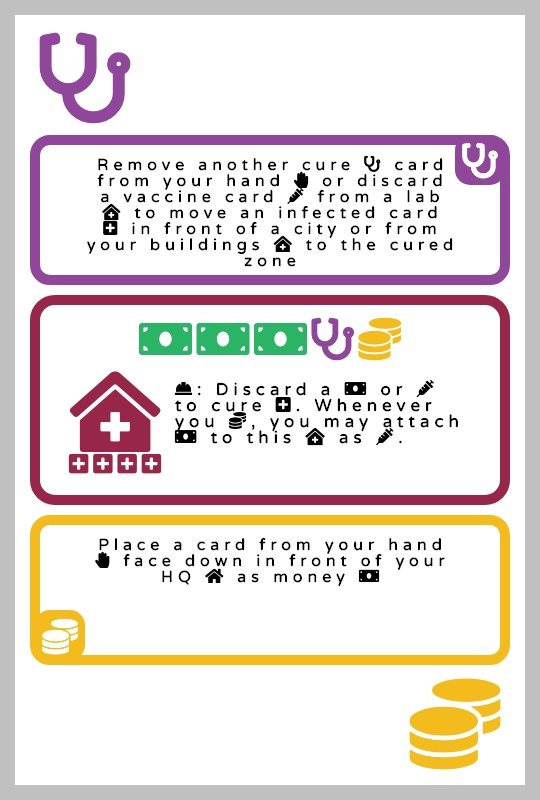 Remove another cure card
from your hand or discard
a vaccine card from a lab
to move an infected card
in front of a city or from
your buildings to the cured
zone
: Discard a or
to cure . Whenever
you , you may attach
to this as .
Place a card from your hand
face down in front of your
HQ as money